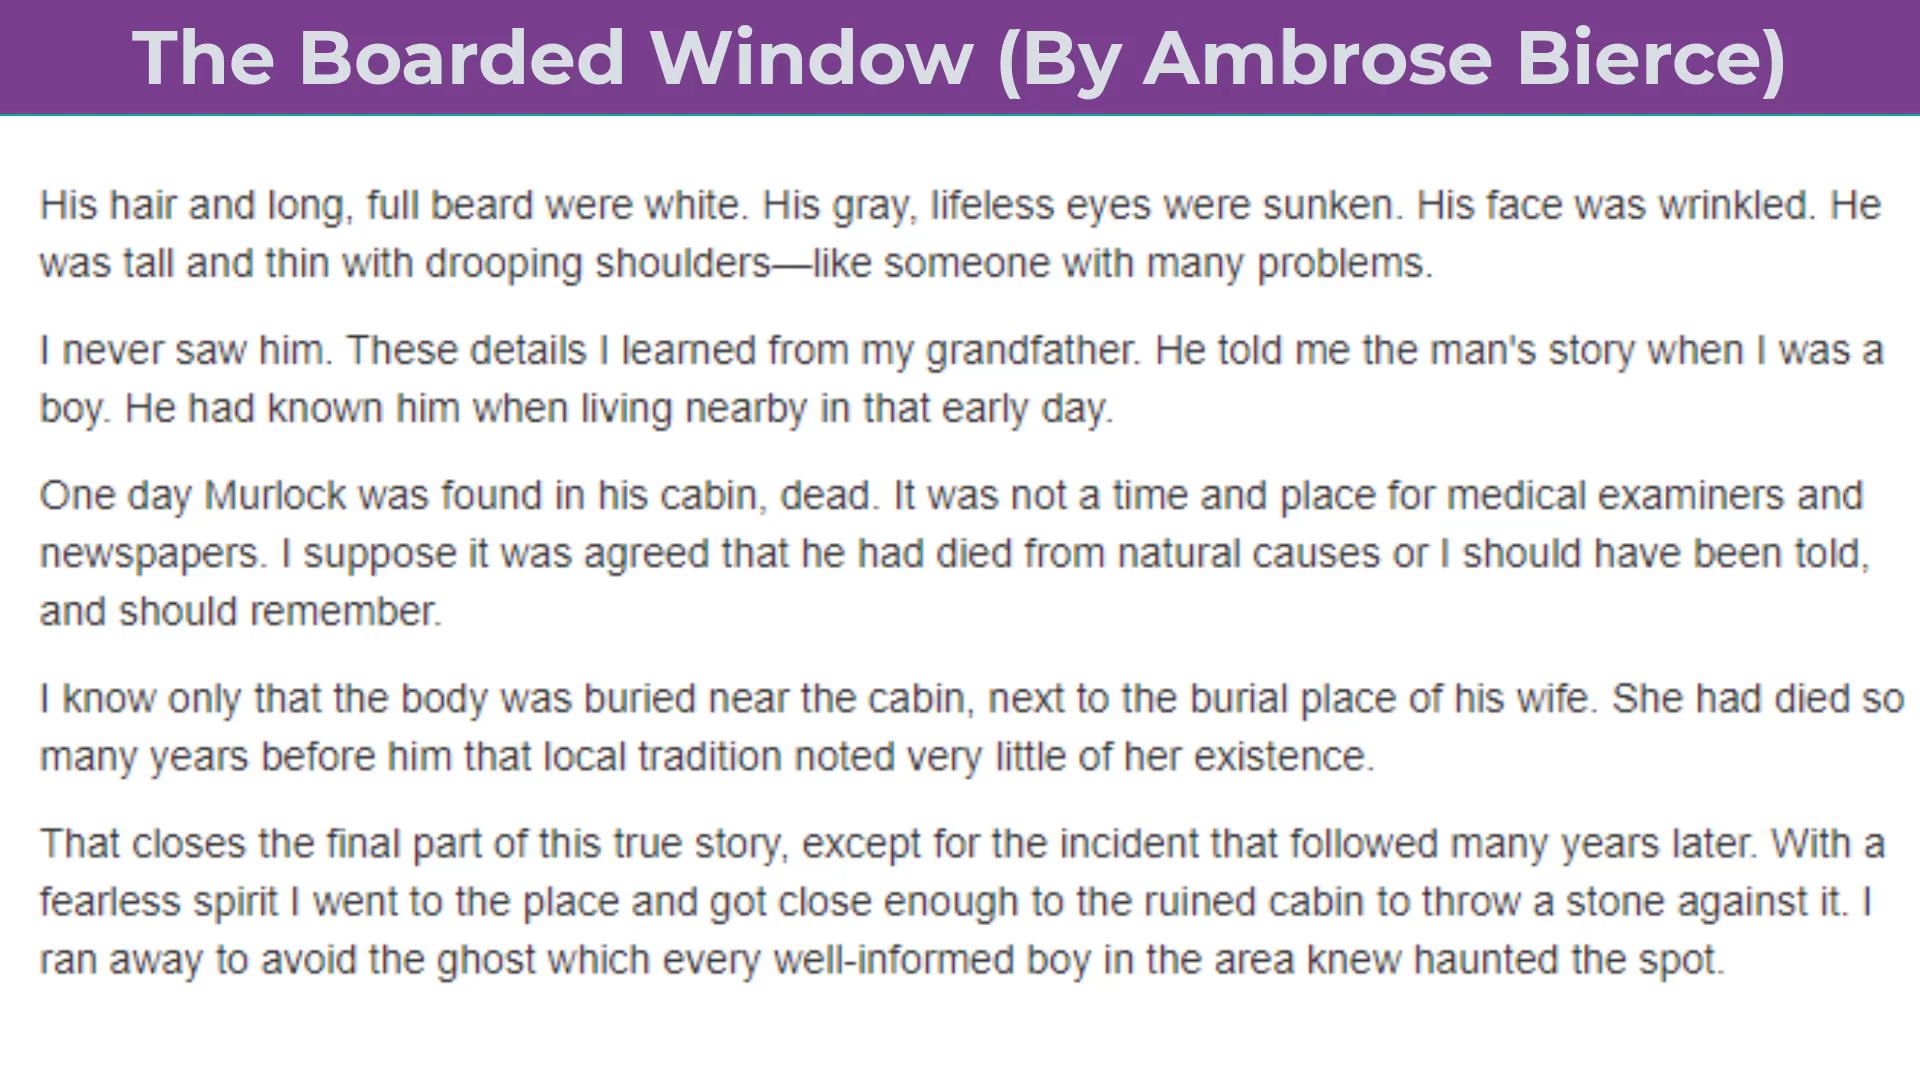 The Boarded Window (By Ambrose Bierce)
His hair and long, full beard were white. His gray, lifeless eyes were sunken. His face was wrinkled. He
was tall and thin with drooping shoulders—like someone with many problems.
I never saw him. These details I learned from my grandfather. He told me the man's story when I was a
boy. He had known him when living nearby in that early day.
One day Murlock was found in his cabin, dead. It was not a time and place for medical examiners and
newspapers. I suppose it was agreed that he had died from natural causes or I should have been told,
and should remember.
I know only that the body was buried near the cabin, next to the burial place of his wife. She had died so
many years before him that local tradition noted very little of her existence.
That closes the final part of this true story, except for the incident that followed many years later. With a
fearless spirit I went to the place and got close enough to the ruined cabin to throw a stone against it. I
ran away to avoid the ghost which every well-informed boy in the area knew haunted the spot.